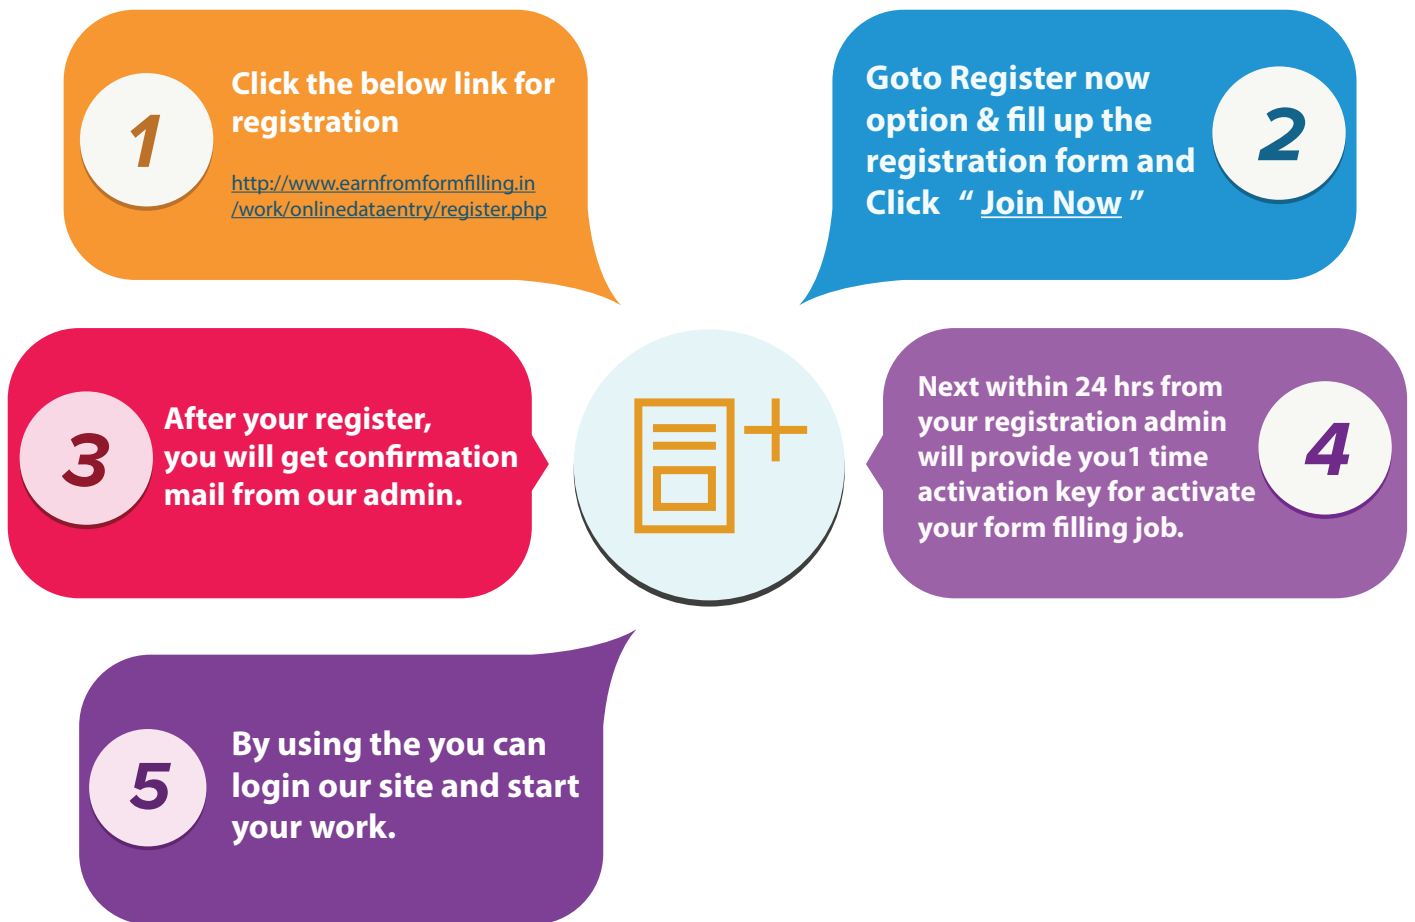 1
Click the below link for
registration
http://www.earnfromformfilling.in
/work/onlinedataentry/register.php
2
Goto Register now
option & fill up the
registration form and
Click “ Join Now ”
3
After your register,
you will get confirmation
mail from our admin.
4
Next within 24 hrs from
your registration admin
will provide you1 time
activation key for activate
your form filling job.
5
By using the you can
login our site and start
your work.